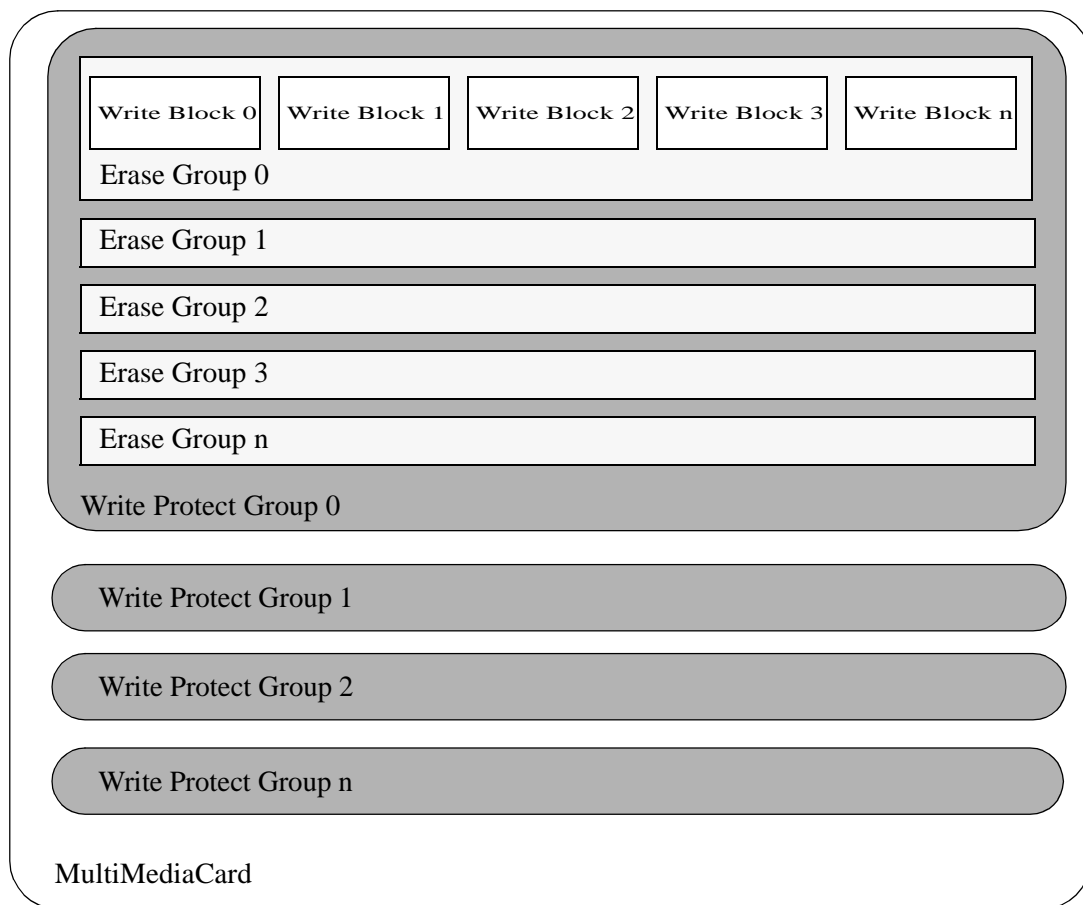 Write Block 0 Write Block 1 Write Block 2 Write Block 3 Write Block n
Erase Group 0
Erase Group 1
Erase Group 2
Erase Group 3
Erase Group n
Write Protect Group 0
Write Protect Group 1
Write Protect Group 2
Write Protect Group n
MultiMediaCard